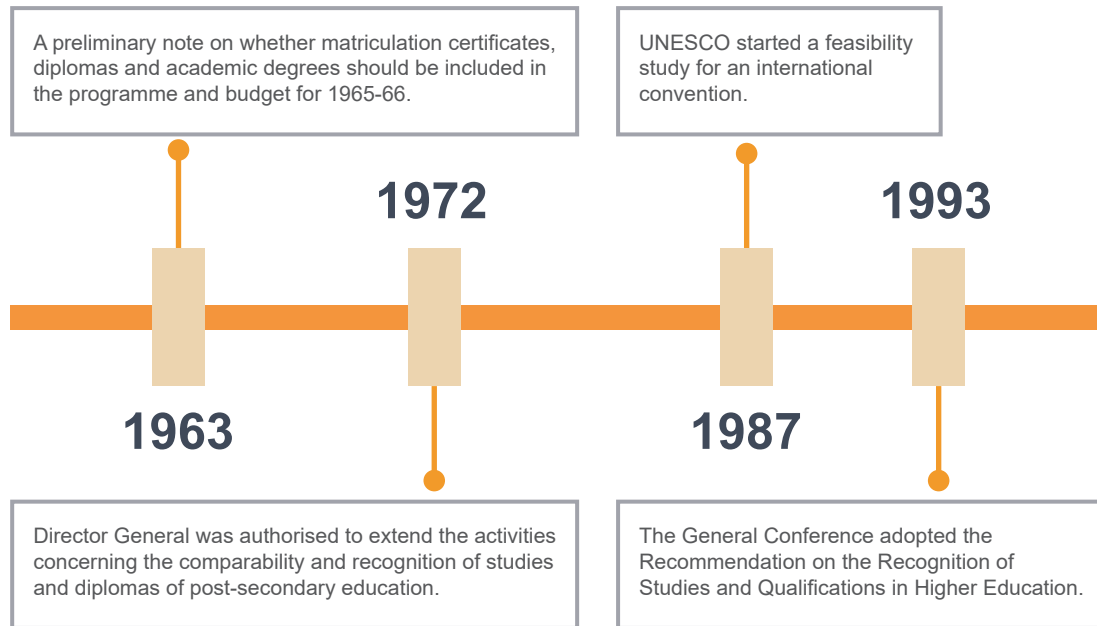 A preliminary note on whether matriculation certificates,
diplomas and academic degrees should be included in
the programme and budget for 1965-66.
UNESCO started a feasibility
study for an international
convention.
1972
1993
1963
1987
Director General was authorised to extend the activities
concerning the comparability and recognition of studies
and diplomas of post-secondary education.
The General Conference adopted the
Recommendation on the Recognition of
Studies and Qualifications in Higher Education.